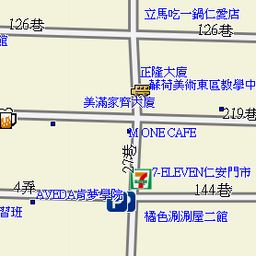 立馬吃一鍋仁愛店
126巷
126巷
館
正隆大廈
蘇荷美術東區教學中
美滿家齊大廈
219巷
M ONE CAFE
27巷
7-ELEVEN仁安門市
4弄
144巷
AVEDA肯夢學院
P
習班
橘色涮涮屋二館